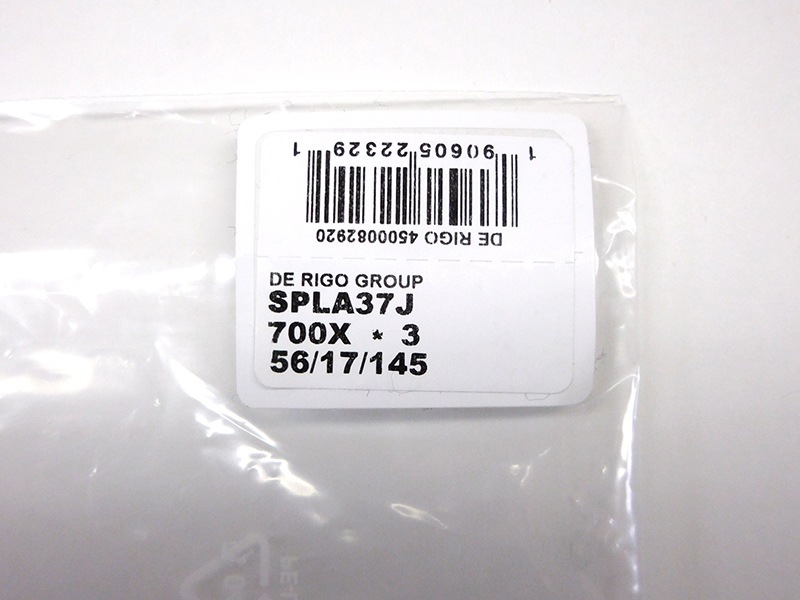 1 90605 22329 1
DE RIGO 4500082920
DE RIGO GROUP
SPLA37J
700X * 3
56/17/145